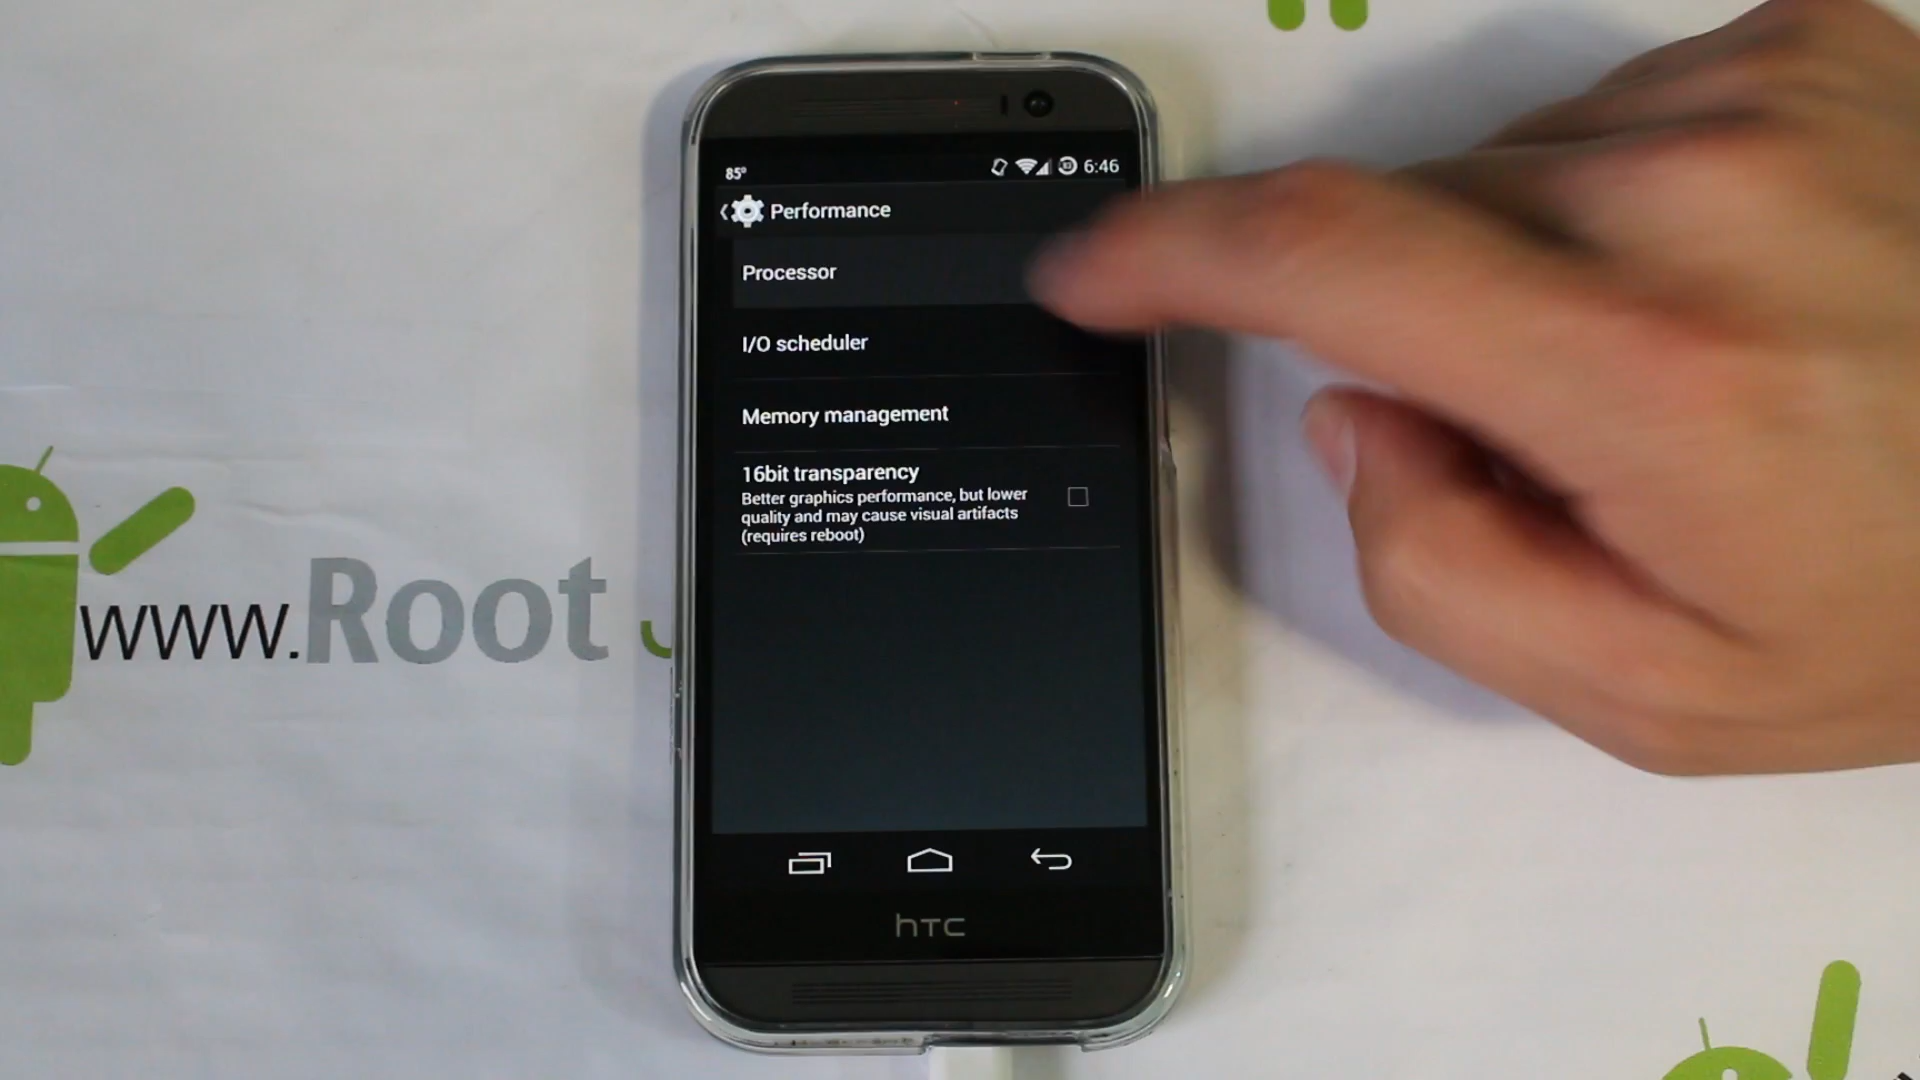 85°
6:46
Performance
Processor
I/O scheduler
Memory management
16bit transparency
Better graphics performance, but lower
quality and may cause visual artifacts
(requires reboot)
www.Root
hTC